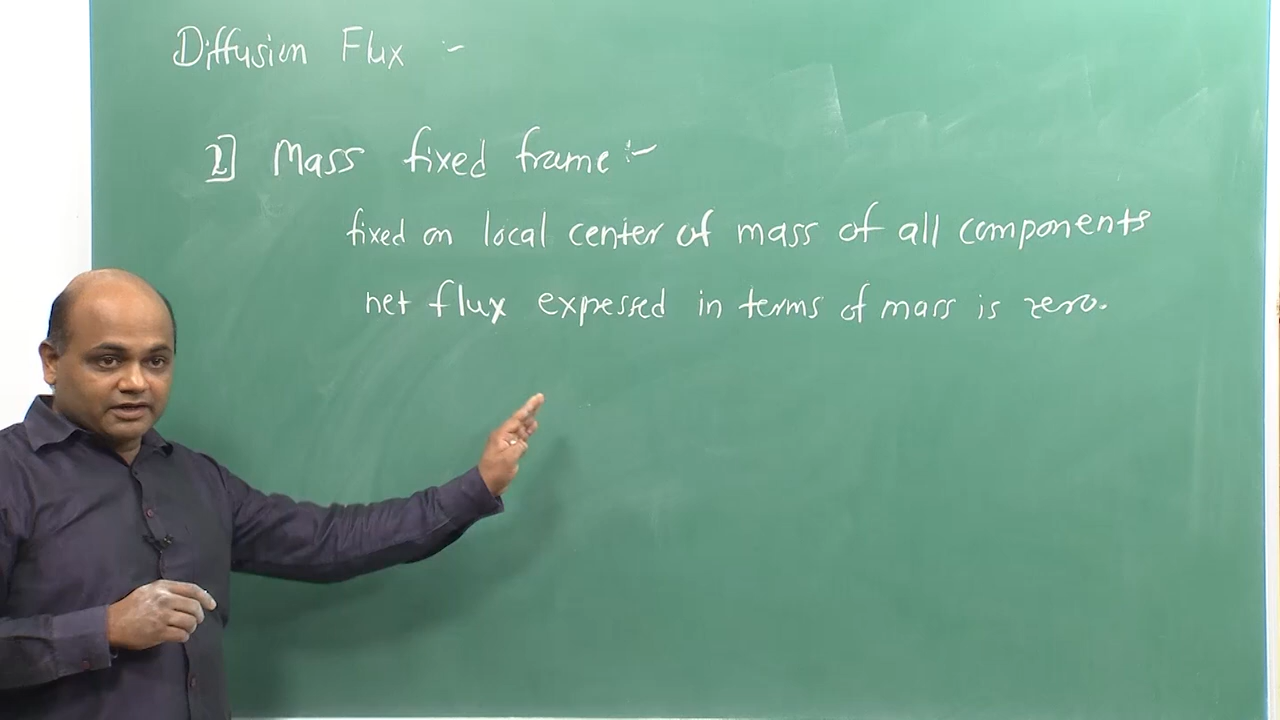 Diffusion Flux :-
2] Mass fixed frame :-
fixed on local center of mass of all components
net flux expessed in terms of mass is zero.